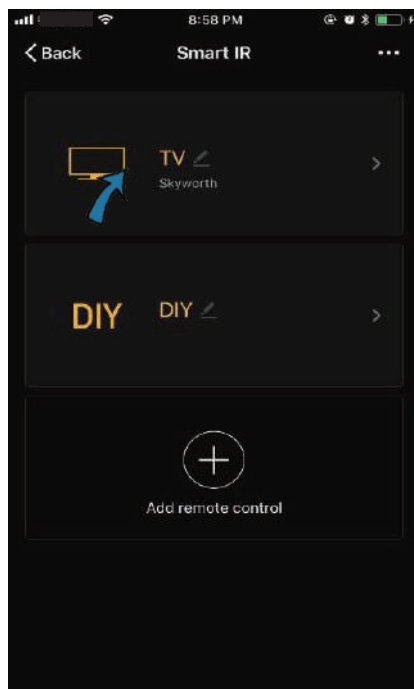 8:58 PM
Back
Smart IR
TV
Skyworth
DIY
DIY
Add remote control